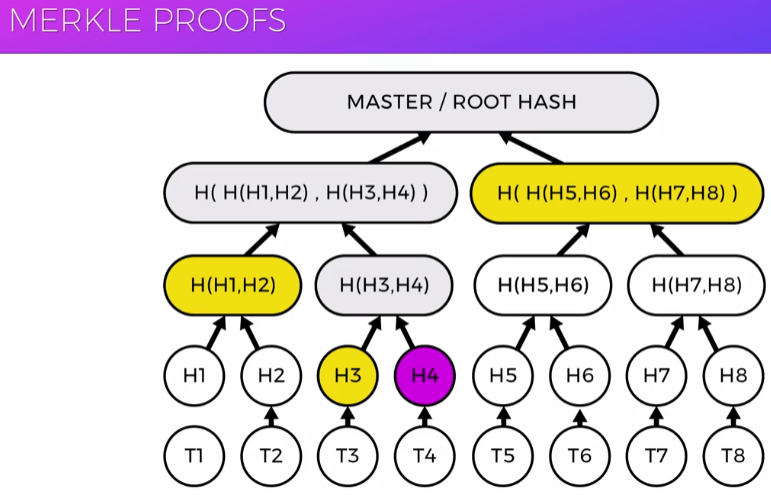 MERKLE PROOFS
MASTER / ROOT HASH
H( H(H1,H2) , H(H3,H4) ) H( H(H5,H6) , H(H7,H8) )
H(H1,H2) H(H3,H4) H(H5,H6) H(H7,H8)
H1 H2 H3 H4 H5 H6 H7 H8
T1 T2 T3 T4 T5 T6 T7 T8